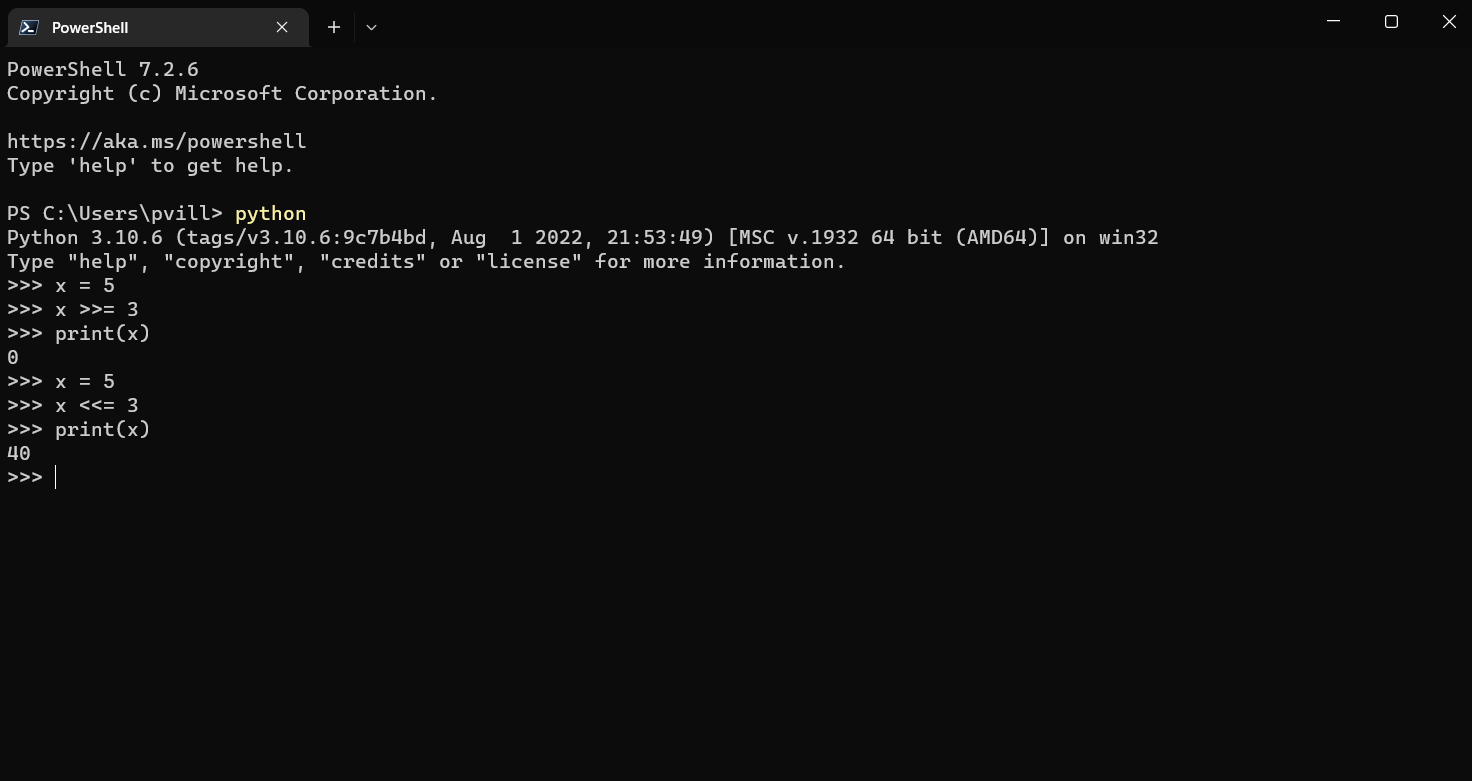 PowerShell
PowerShell 7.2.6
Copyright (c) Microsoft Corporation.
https://aka.ms/powershell
Type 'help' to get help.
PS C:\Users\pvill> python
Python 3.10.6 (tags/v3.10.6:9c7b4bd, Aug  1 2022, 21:53:49) [MSC v.1932 64 bit (AMD64)] on win32
Type "help", "copyright", "credits" or "license" for more information.
>>> x = 5
>>> x >>= 3
>>> print(x)
0
>>> x = 5
>>> x <<= 3
>>> print(x)
40
>>>